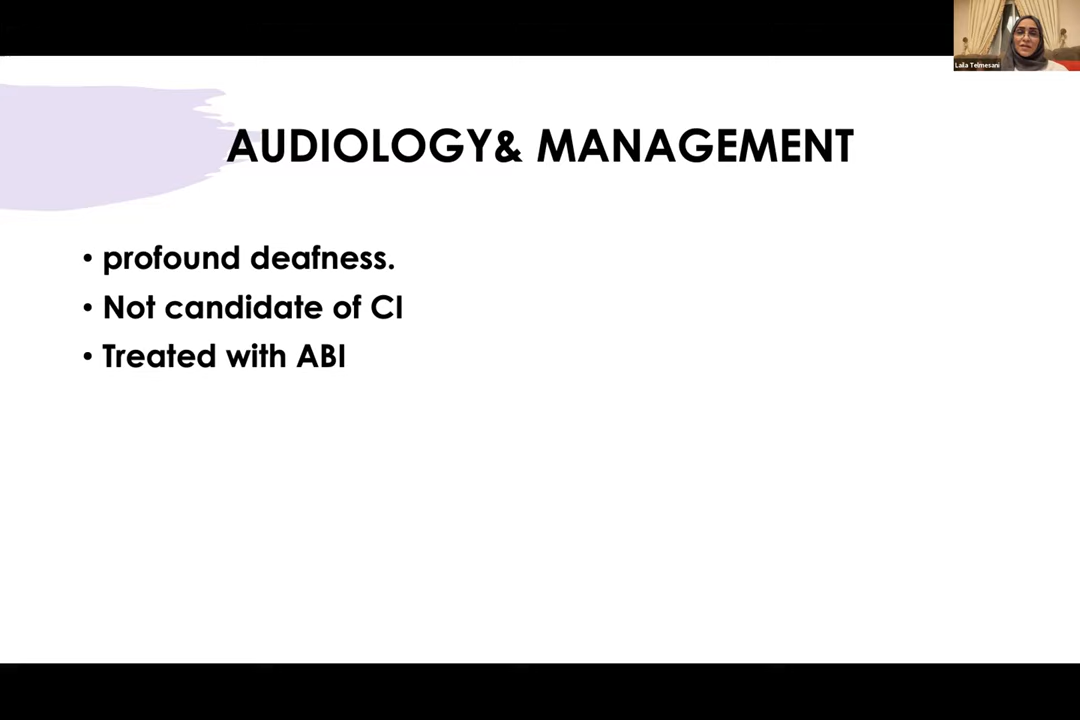 Laila Telmesani
AUDIOLOGY& MANAGEMENT
• profound deafness.
• Not candidate of CI
• Treated with ABI